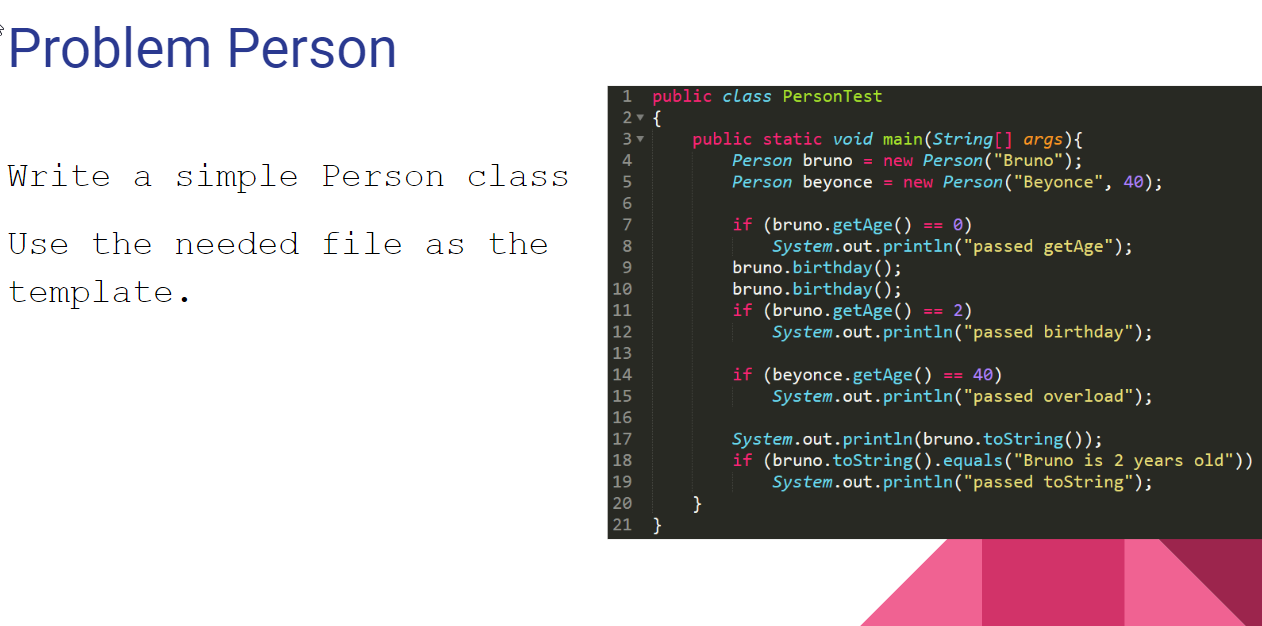 Problem Person
Write a simple Person class
Use the needed file as the
template.
1 public class PersonTest
2 {
3     public static void main(String[] args){
4         Person bruno = new Person("Bruno");
5         Person beyonce = new Person("Beyonce", 40);
6
7         if (bruno.getAge() == 0)
8             System.out.println("passed getAge");
9         bruno.birthday();
10         bruno.birthday();
11         if (bruno.getAge() == 2)
12             System.out.println("passed birthday");
13
14         if (beyonce.getAge() == 40)
15             System.out.println("passed overload");
16
17         System.out.println(bruno.toString());
18         if (bruno.toString().equals("Bruno is 2 years old"))
19             System.out.println("passed toString");
20     }
21 }